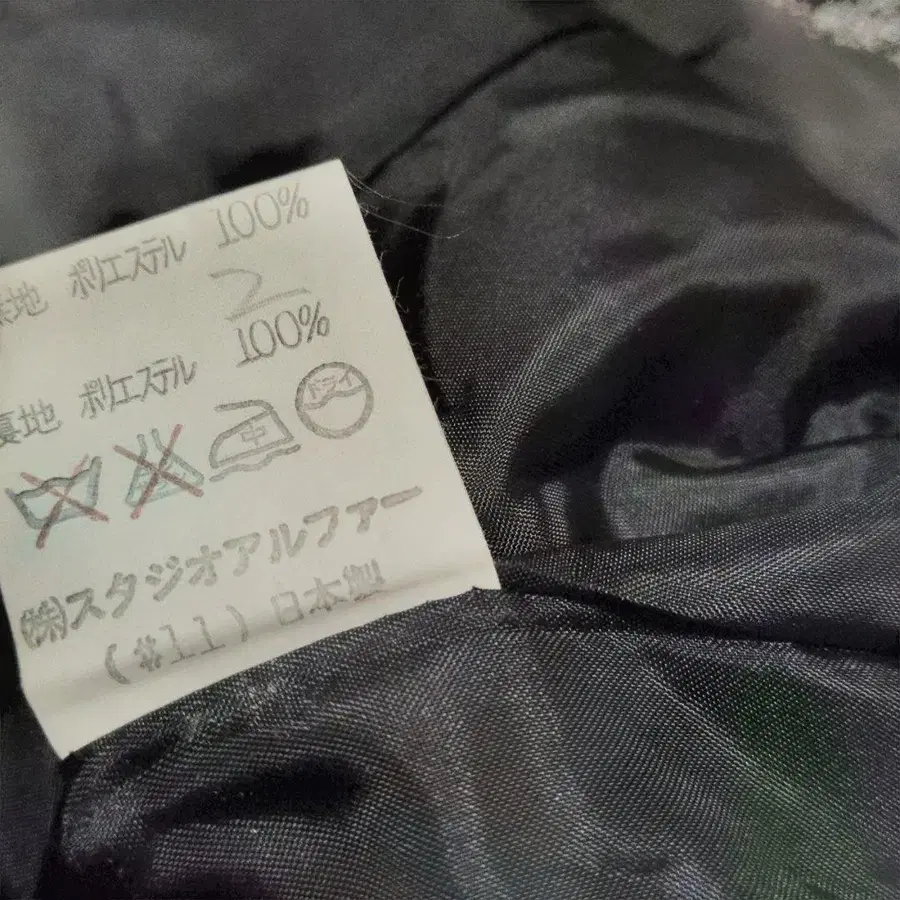 表地 ポリエステル 100%
2
裏地 ポリエステル 100%
中 ドライ
㈱スタジオアルファー
(#11) 日本製